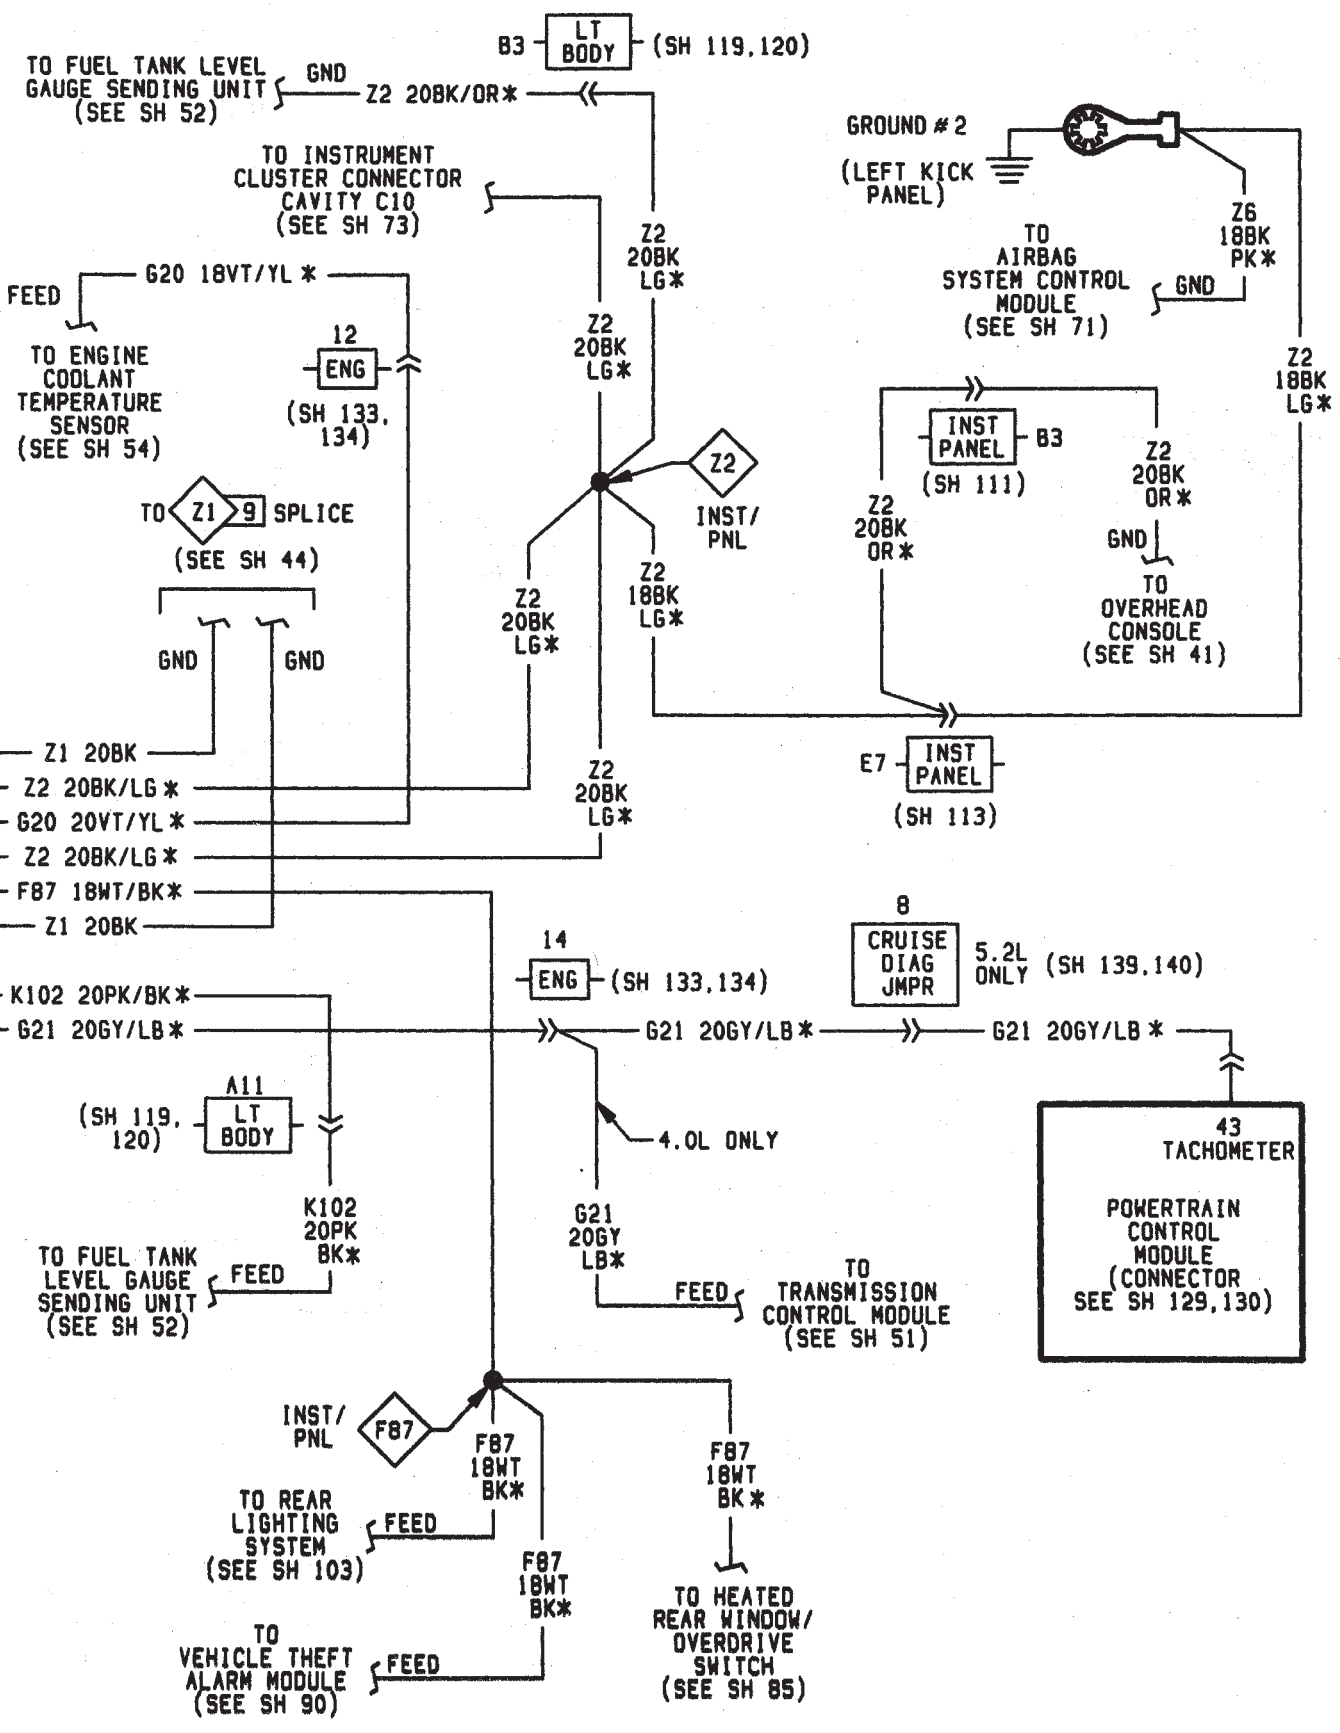 LT
BODY
B3
(SH 119,120)
TO FUEL TANK LEVEL
GAUGE SENDING UNIT
(SEE SH 52)
GND
Z2 20BK/OR*
GROUND #2
(LEFT KICK
PANEL)
TO INSTRUMENT
CLUSTER CONNECTOR
CAVITY C10
(SEE SH 73)
Z6
18BK
PK*
Z2
20BK
LG*
TO
AIRBAG
SYSTEM CONTROL
MODULE
(SEE SH 71)
GND
G20 18VT/YL *
FEED
TO ENGINE
COOLANT
TEMPERATURE
SENSOR
(SEE SH 54)
12
ENG
(SH 133,
134)
Z2
20BK
LG*
Z2
18BK
LG*
INST
PANEL
B3
(SH 111)
Z2
20BK
OR*
GND
TO
OVERHEAD
CONSOLE
(SEE SH 41)
Z2
INST/
PNL
Z2
20BK
OR*
TO Z1 9 SPLICE
(SEE SH 44)
GND
GND
Z2
20BK
LG*
Z2
18BK
LG*
Z1 20BK
Z2 20BK/LG *
G20 20VT/YL *
Z2 20BK/LG *
F87 18WT/BK*
Z1 20BK
Z2
20BK
LG*
E7
INST
PANEL
(SH 113)
K102 20PK/BK*
G21 20GY/LB *
14
ENG
(SH 133,134)
8
CRUISE
DIAG
JMPR
5.2L
ONLY
(SH 139,140)
G21 20GY/LB*
G21 20GY/LB *
A11
LT
BODY
(SH 119,
120)
4.0L ONLY
43
TACHOMETER
POWERTRAIN
CONTROL
MODULE
(CONNECTOR
SEE SH 129,130)
K102
20PK
BK*
TO FUEL TANK
LEVEL GAUGE
SENDING UNIT
(SEE SH 52)
FEED
G21
20GY
LB*
FEED
TO
TRANSMISSION
CONTROL MODULE
(SEE SH 51)
INST/
PNL
F87
F87
18WT
BK*
F87
18WT
BK *
TO REAR
LIGHTING
SYSTEM
(SEE SH 103)
FEED
F87
18WT
BK*
TO HEATED
REAR WINDOW/
OVERDRIVE
SWITCH
(SEE SH 85)
TO
VEHICLE THEFT
ALARM MODULE
(SEE SH 90)
FEED